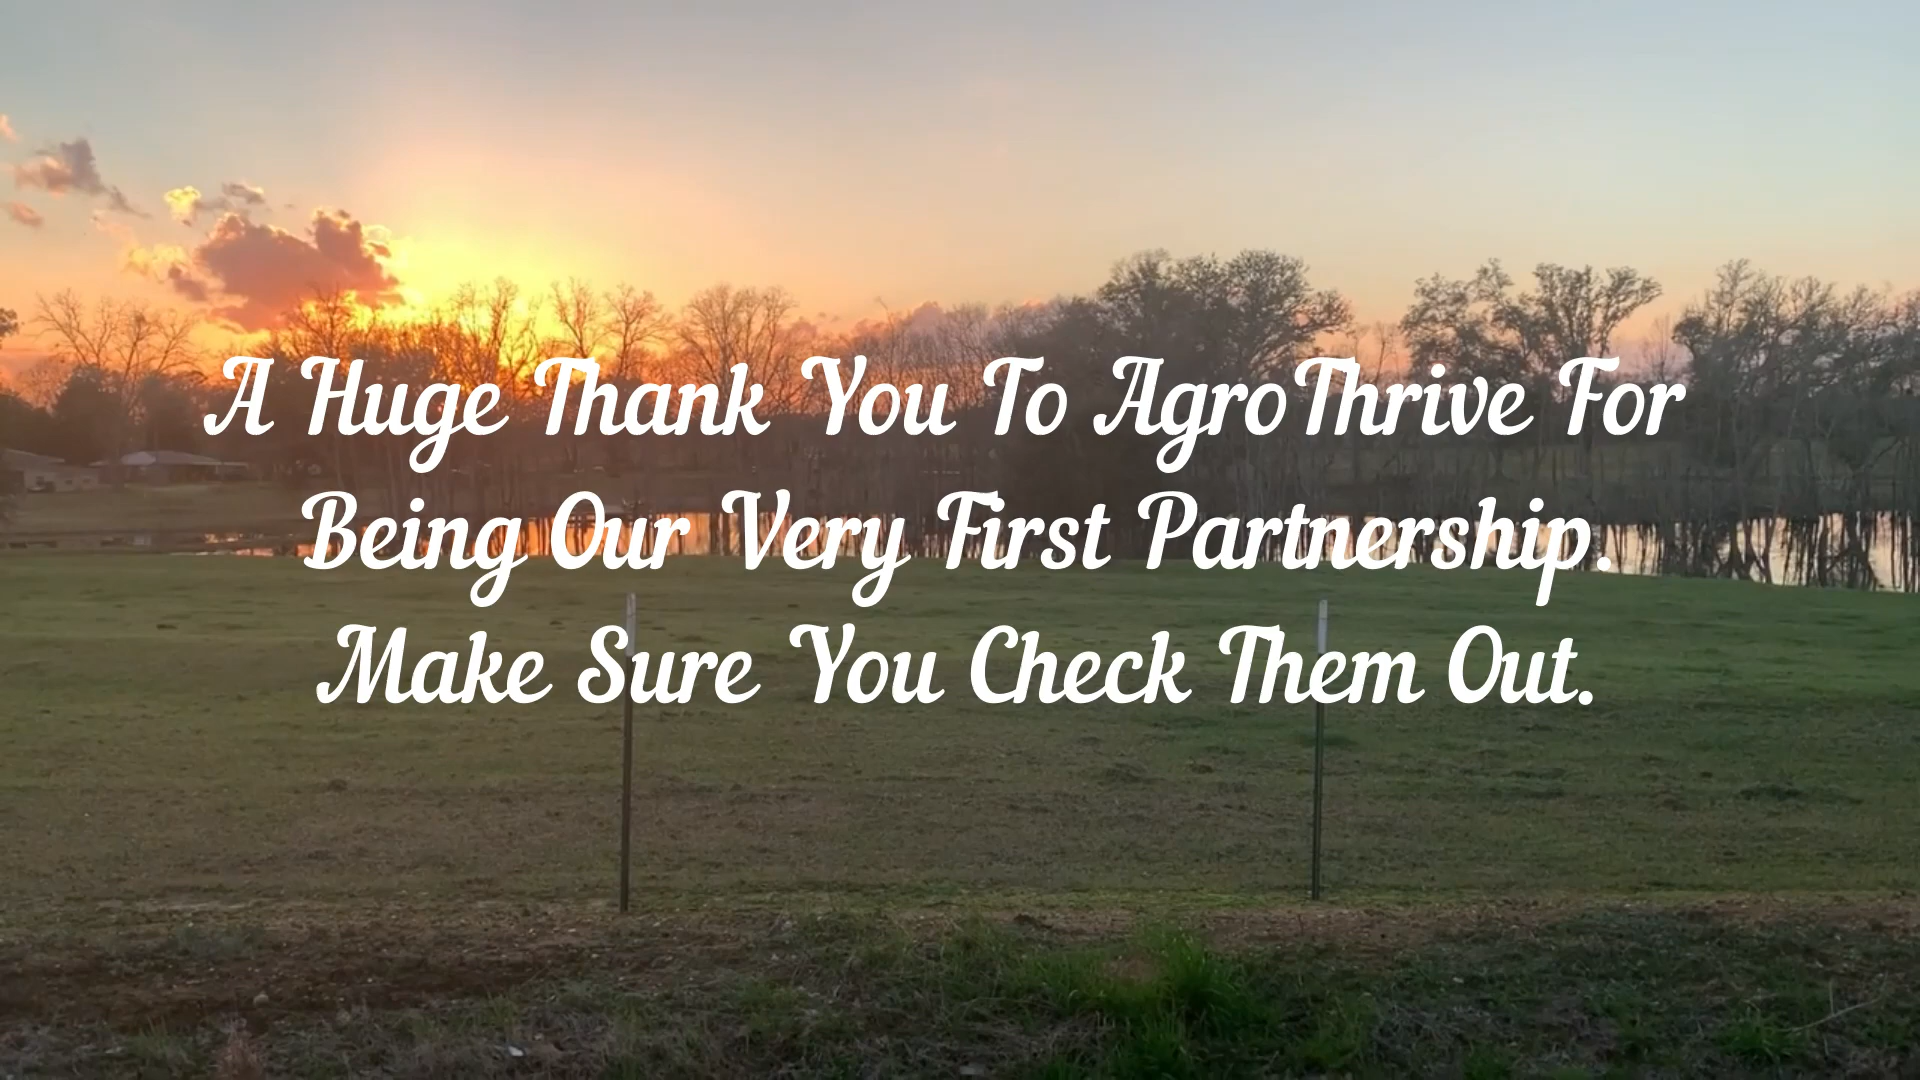 A Huge Thank You To AgroThrive For
Being Our Very First Partnership.
Make Sure You Check Them Out.